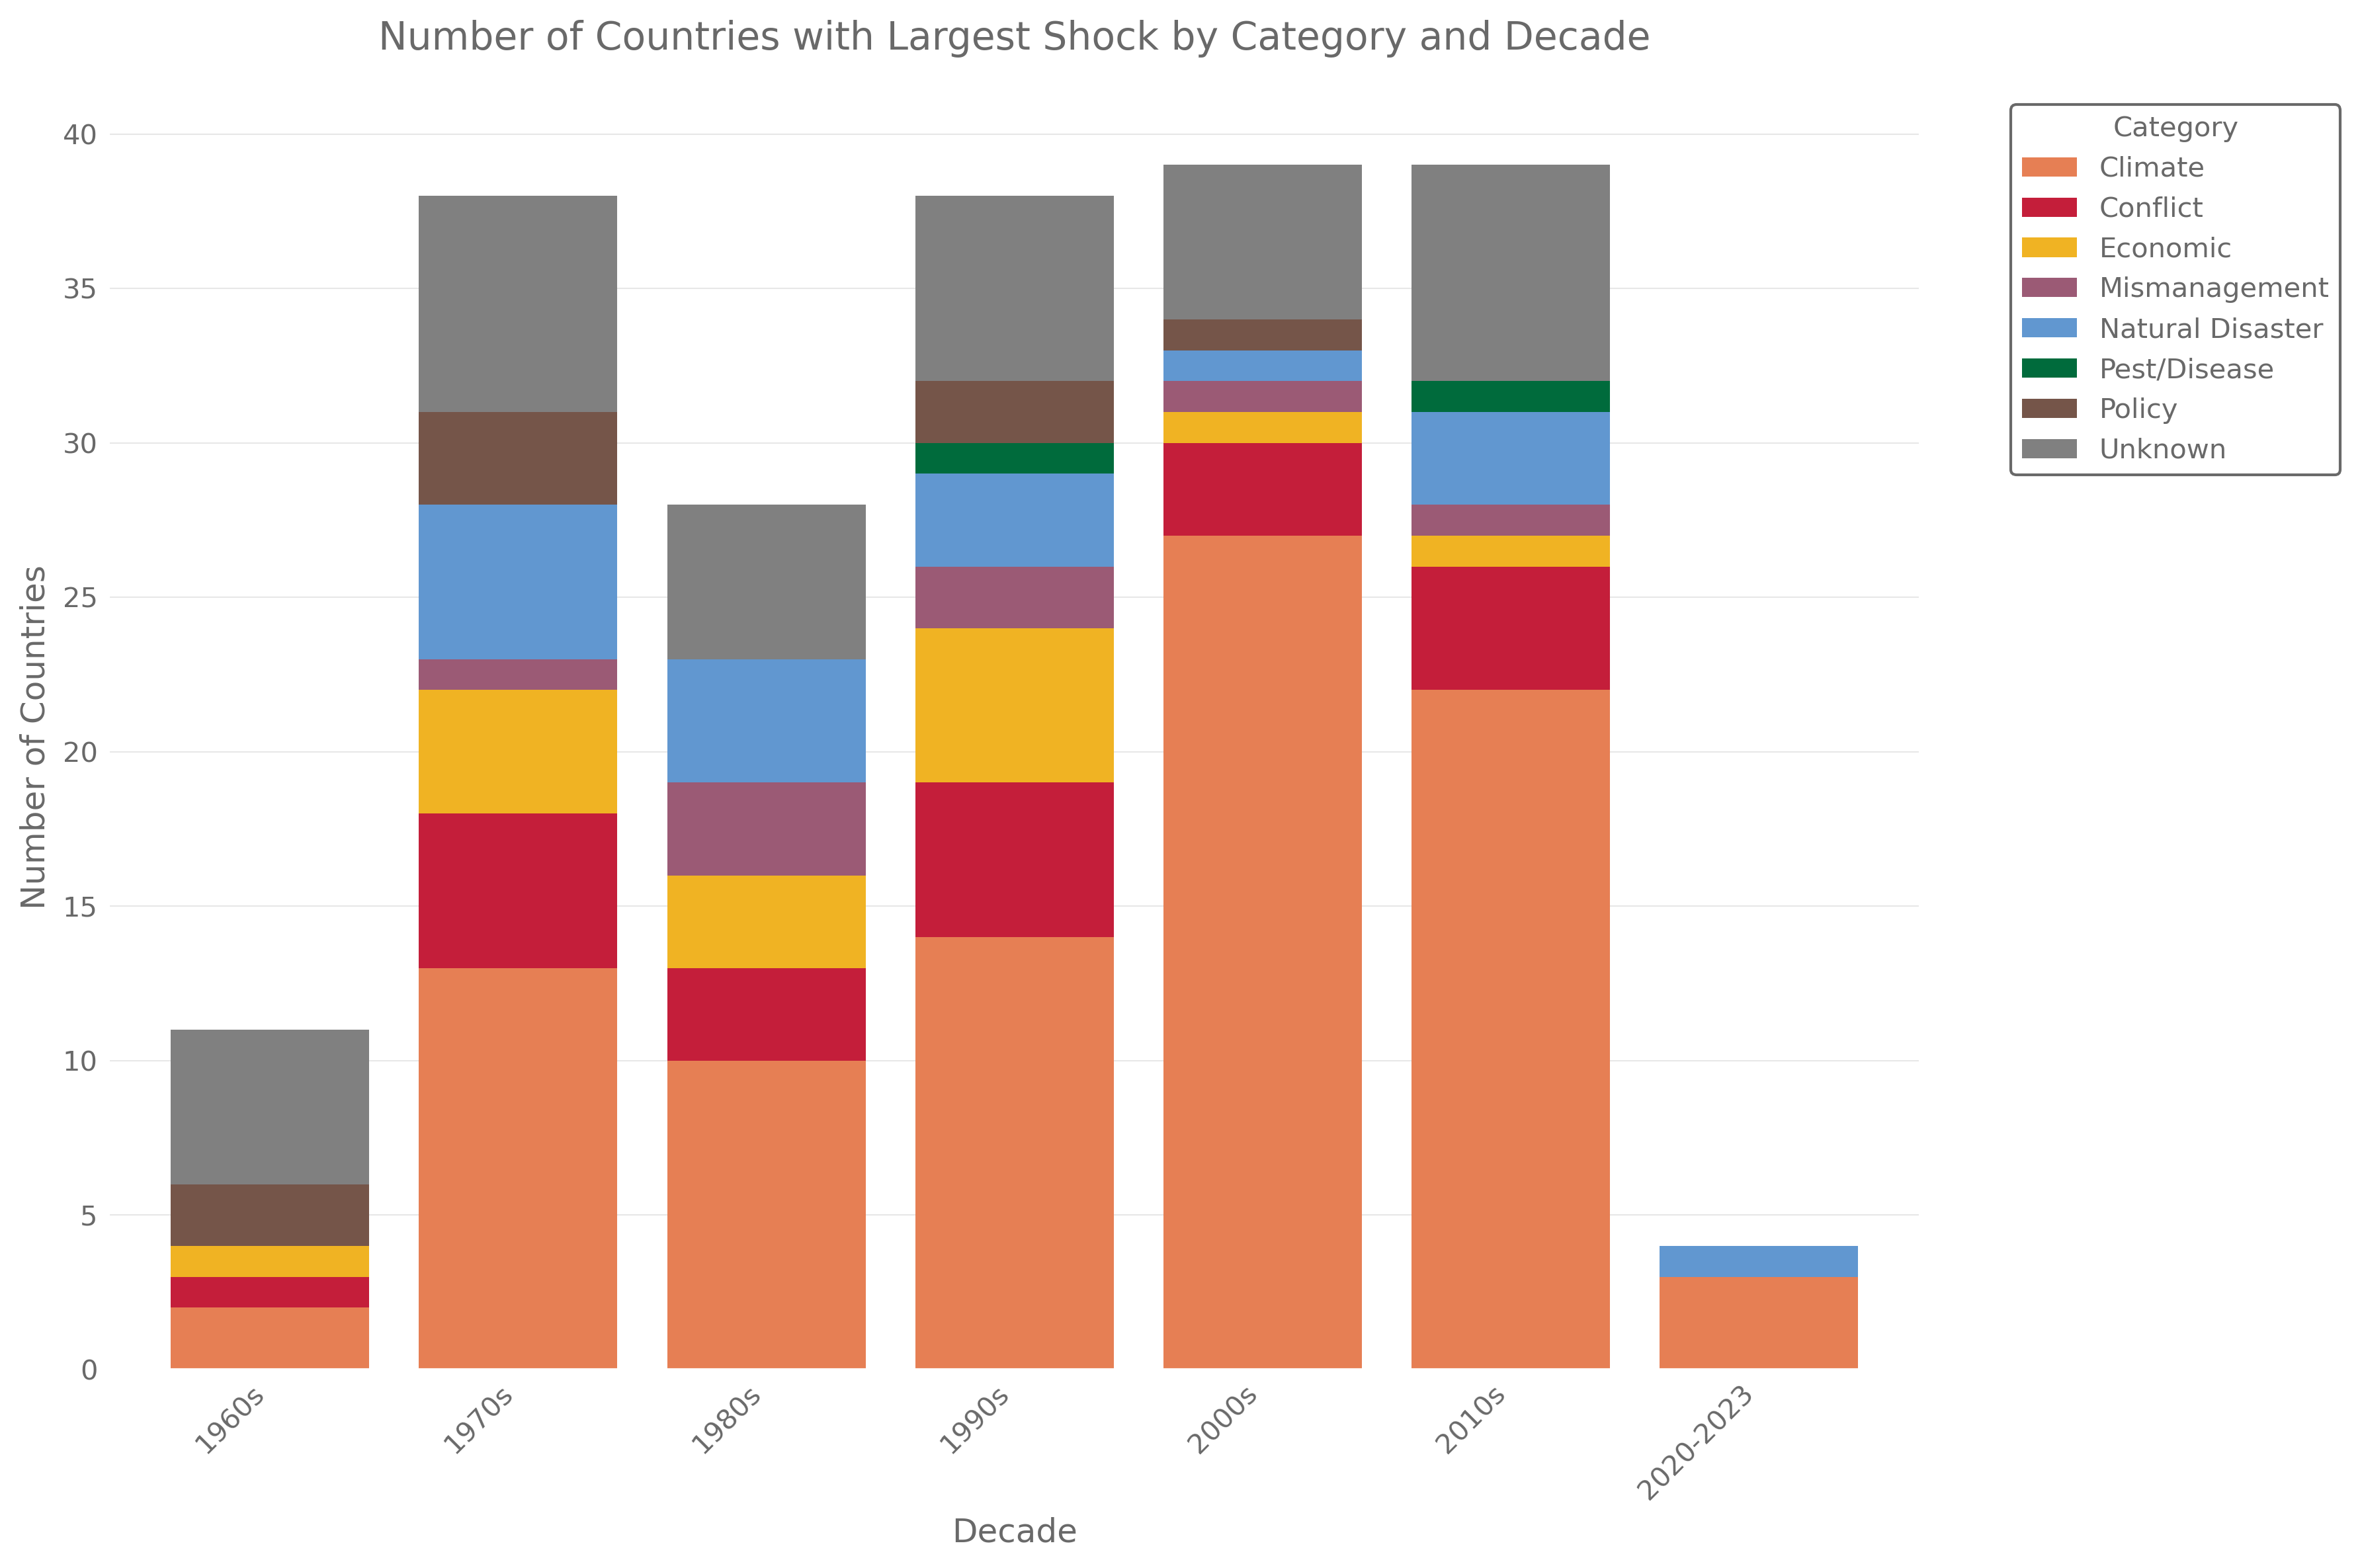 Number of Countries with Largest Shock by Category and Decade
Number of Countries
40
35
30
25
20
15
10
5
0
1960s
1970s
1980s
1990s
2000s
2010s
2020-2023
Decade
Category
Climate
Conflict
Economic
Mismanagement
Natural Disaster
Pest/Disease
Policy
Unknown